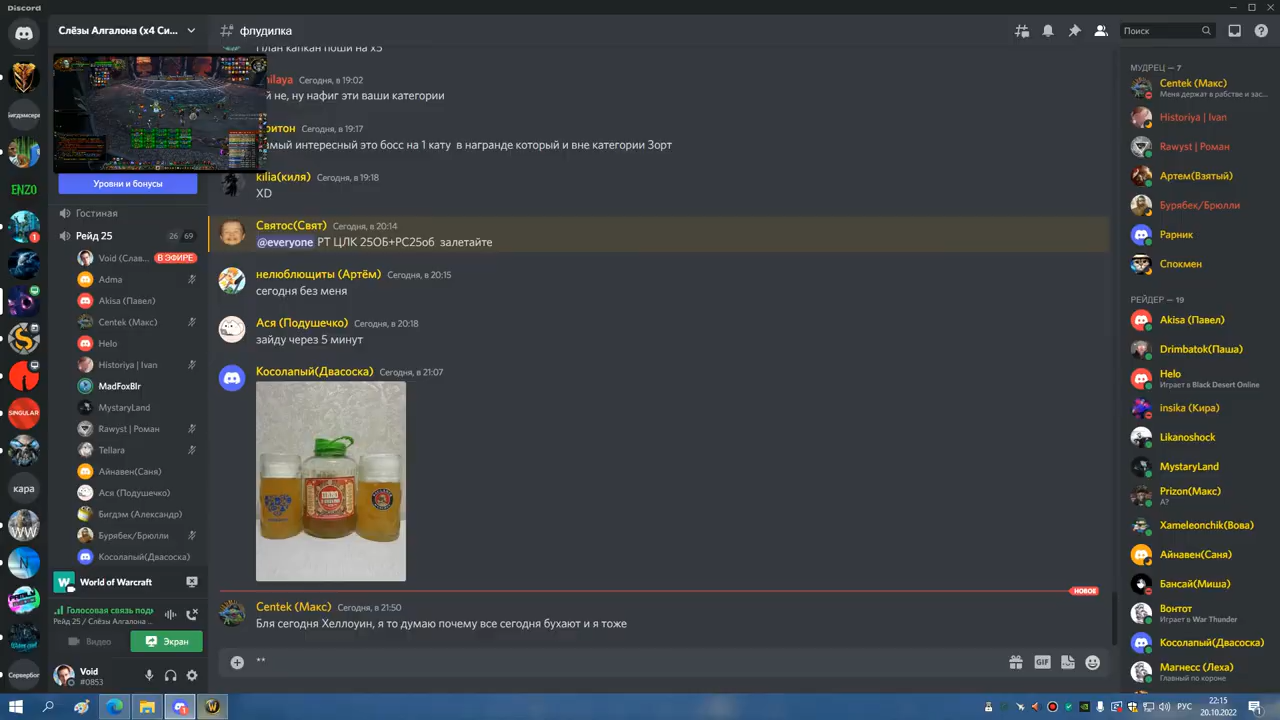 Discord
Слёзы Алгалона (x4 Си...
флудилка
Поиск
План капкан поши на х5
Сегодня, в 19:02
й не, ну нафиг эти ваши категории
Сегодня, в 19:17
амый интересный это босс на 1 кату в награнде который и вне категории 3орт
kilia(киля) Сегодня, в 19:18
XD
Святос(Свят) Сегодня, в 20:14
@everyone РТ ЦЛК 25ОБ+РС25об залетайте
нелюблющиты (Артём) Сегодня, в 20:15
сегодня без меня
Ася (Подушечко) Сегодня, в 20:18
зайду через 5 минут
Косолапый(Двасоска) Сегодня, в 21:07
НОВОЕ
Centek (Макс) Сегодня, в 21:50
Бля сегодня Хеллоуин, я то думаю почему все сегодня бухают и я тоже
**
GIF
Бигдэмсере
ENZO
1
SINGULAR
кара
WW
Сервербог
Уровни и бонусы
Гостиная
Рейд 25 26 69
Void (Слав... В ЭФИРЕ
Adma
Akisa (Павел)
Centek (Макс)
Helo
Historiya | Ivan
MadFoxBlr
MystaryLand
Rawyst | Роман
Tellara
Айнавен(Саня)
Ася (Подушечко)
Бигдэм (Александр)
Бурябек/Брюлли
Косолапый(Двасоска)
W World of Warcraft
Голосовая связь подк
Рейд 25 / Слёзы Алгалона ...
Видео Экран
Void
#0853
МУДРЕЦ — 7
Centek (Макс)
Меня держат в рабстве и зас...
Historiya | Ivan
Rawyst | Роман
Артем(Взятый)
Бурябек/Брюлли
Рарник
Спокмен
РЕЙДЕР — 19
Akisa (Павел)
Drimbatok(Паша)
Helo
Играет в Black Desert Online
insika (Кира)
Likanoshock
MystaryLand
Prizon(Макс)
А?
Xameleonchik(Вова)
Айнавен(Саня)
Бансай(Миша)
Вонтот
Играет в War Thunder
Косолапый(Двасоска)
Магнесс (Леха)
Главный по короне
РУС
22:15
20.10.2022
1